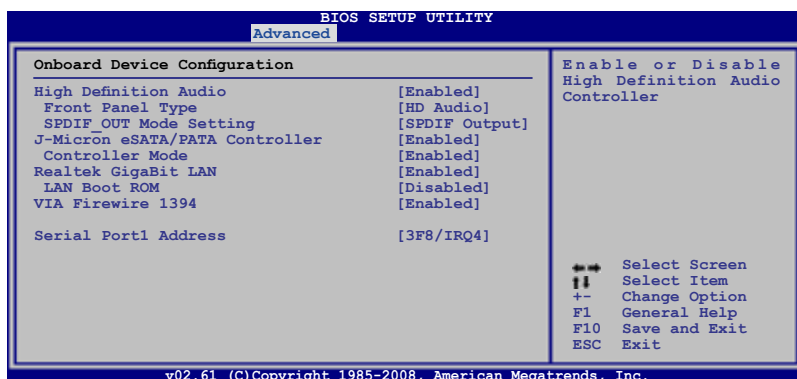 BIOS SETUP UTILITY
Advanced
Onboard Device Configuration
High Definition Audio [Enabled]
Front Panel Type [HD Audio]
SPDIF_OUT Mode Setting [SPDIF Output]
J-Micron eSATA/PATA Controller [Enabled]
Controller Mode [Enabled]
Realtek GigaBit LAN [Enabled]
LAN Boot ROM [Disabled]
VIA Firewire 1394 [Enabled]
Serial Port1 Address [3F8/IRQ4]
Enable or Disable
High Definition Audio
Controller
Select Screen
Select Item
+- Change Option
F1 General Help
F10 Save and Exit
ESC Exit
v02.61 (C)Copyright 1985-2008, American Megatrends, Inc.